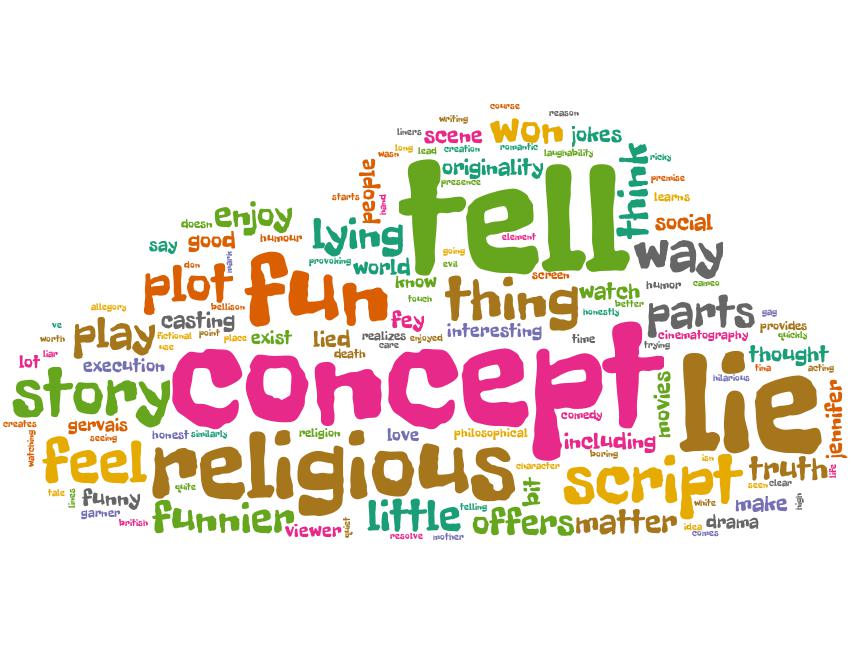 course
writing
reason
liners
scene
won
jokes
long
lead
creation
romantic
laughability
wasn
people
tell
originality
presence
think
ricky
premise
learns
starts
hand
social
doesn
enjoy
say
good
humour
lying
going
element
way
provoking
world
evil
don
mark
plot
fun
know
screen
thing
watch
humor
cameo
better
touch
honestly
bellison
allegory
parts
gag
casting
fey
ve
worth
play
fictional
point
place
exist
lied
realizes
enjoyed
interesting
time
cinematography
provides
quickly
use
care
death
trying
lot
liar
execution
concept
lie
thought
tina
acting
hilarious
story
movies
jennifer
comedy
creates
gervais
seeing
honest
similarly
religion
love
philosophical
including
boring
watching
feel
religious
character
script
isn
truth
life
seen
clear
tale
lines
funny
quite
bit
white
make
high
garner
british
funnier
viewer
quiet
little
telling
offers
matter
idea
drama
comes
resolve
mother